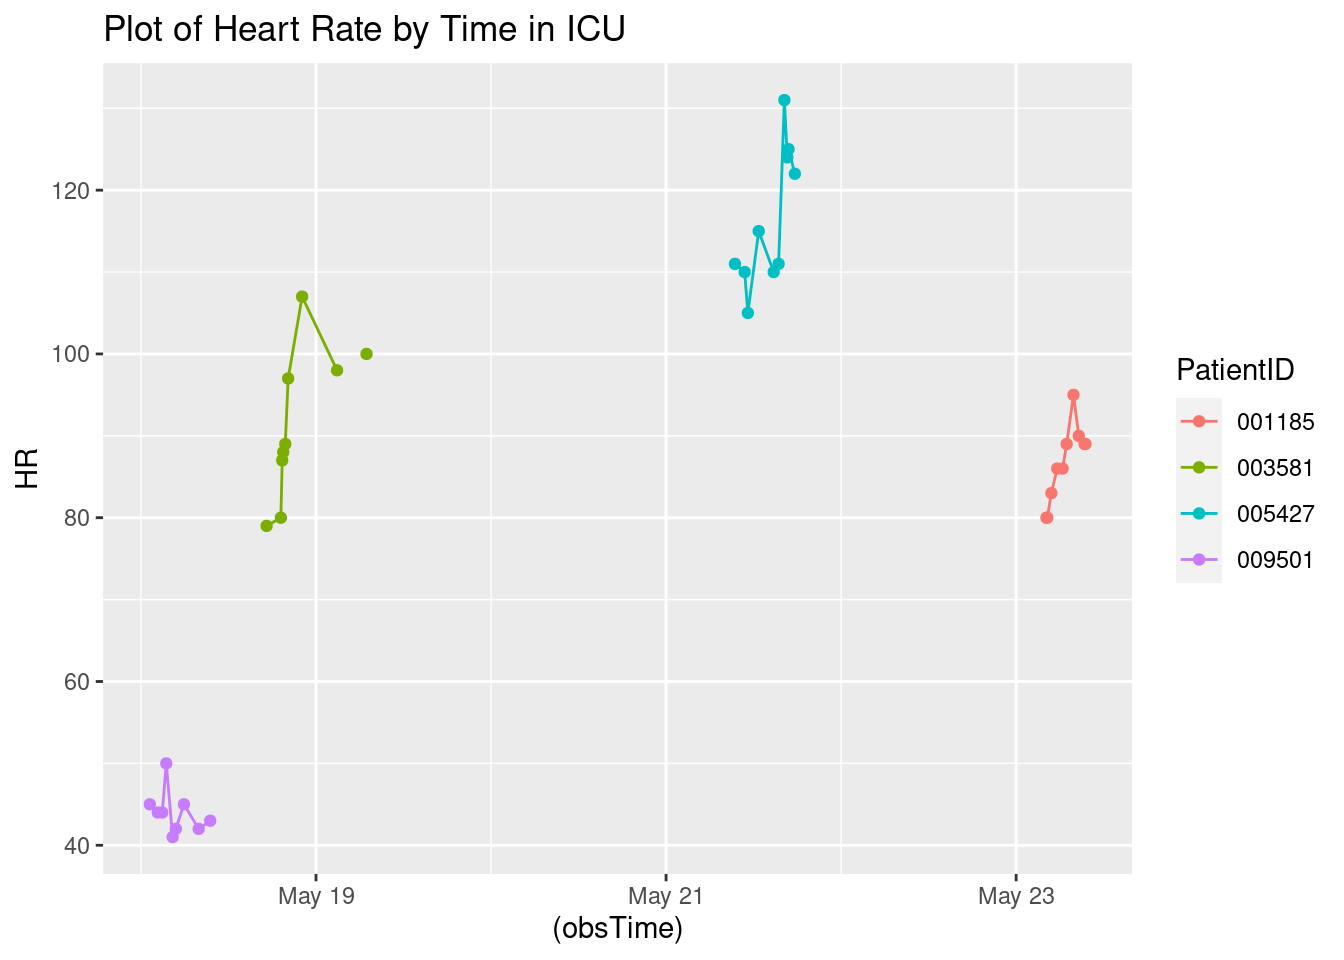 Plot of Heart Rate by Time in ICU
120
100
80
60
40
HR
May 19
May 21
May 23
(obsTime)
PatientID
001185
003581
005427
009501